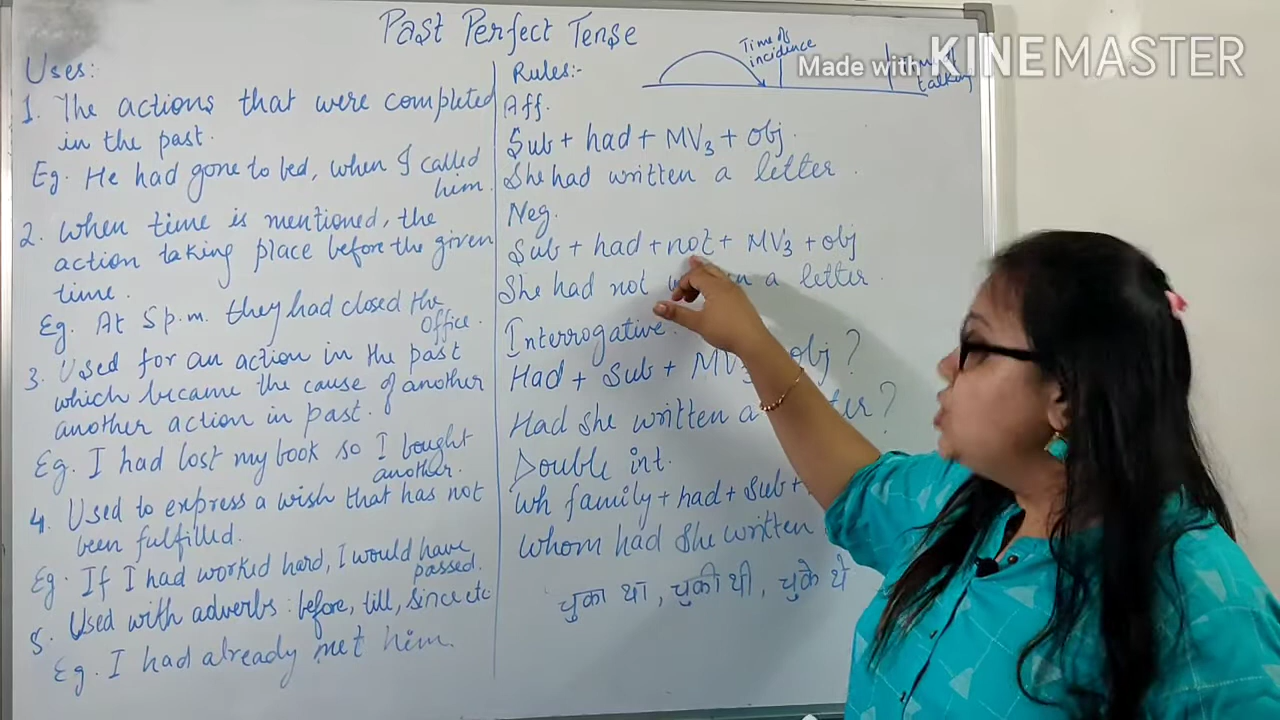 Past Perfect Tense
Uses:
1. The actions that were completed
in the past.
Eg. He had gone to bed, when I called
him.
2. When time is mentioned, the
action taking place before the given
time.
Eg. At 5 p.m. they had closed the
office.
3. Used for an action in the past
which became the cause of another
another action in past.
Eg. I had lost my book so I bought
another.
4. Used to express a wish that has not
been fulfilled.
Eg. If I had worked hard, I would have
passed.
5. Used with adverbs: before, till, since etc
Eg. I had already met him.
Rules:-
Time of
incidence
talking
Aff.
Sub + had + MV3 + obj.
She had written a letter.
Neg.
Sub + had + not + MV3 + obj
She had not a letter.
Interrogative.
Had + Sub + MV3 obj?
Had she written a
Double int.
Wh family + had + Sub +
Whom had She written
चुका था, चुकी थी, चुके थे
Made with KINEMASTER